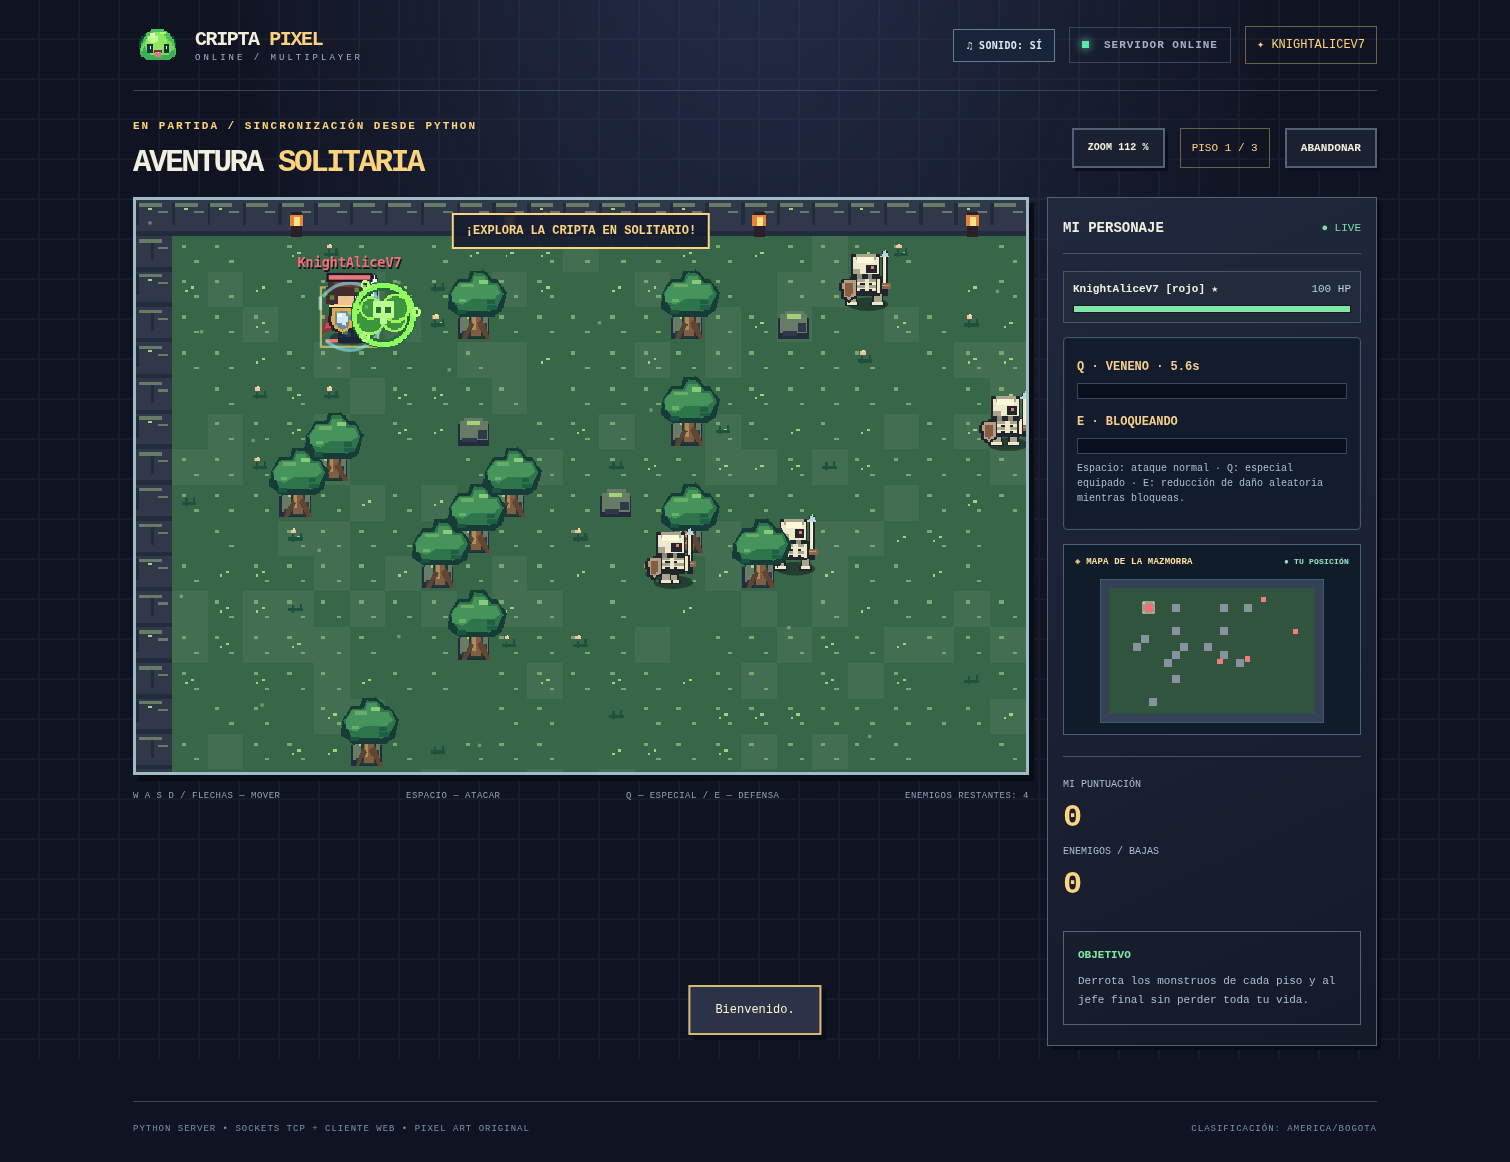 CRIPTA PIXEL
ONLINE / MULTIPLAYER
♫ SONIDO: SÍ
SERVIDOR ONLINE
✦ KNIGHTALICEV7
EN PARTIDA / SINCRONIZACIÓN DESDE PYTHON
AVENTURA SOLITARIA
ZOOM 112 %
PISO 1 / 3
ABANDONAR
¡EXPLORA LA CRIPTA EN SOLITARIO!
KnightAliceV7
W A S D / FLECHAS — MOVER
ESPACIO — ATACAR
Q — ESPECIAL / E — DEFENSA
ENEMIGOS RESTANTES: 4
MI PERSONAJE
● LIVE
KnightAliceV7 [rojo] ★
100 HP
Q · VENENO · 5.6s
E · BLOQUEANDO
Espacio: ataque normal · Q: especial
equipado · E: reducción de daño aleatoria
mientras bloqueas.
◈ MAPA DE LA MAZMORRA
● TU POSICIÓN
MI PUNTUACIÓN
0
ENEMIGOS / BAJAS
0
OBJETIVO
Derrota los monstruos de cada piso y al
jefe final sin perder toda tu vida.
Bienvenido.
PYTHON SERVER • SOCKETS TCP + CLIENTE WEB • PIXEL ART ORIGINAL
CLASIFICACIÓN: AMERICA/BOGOTA